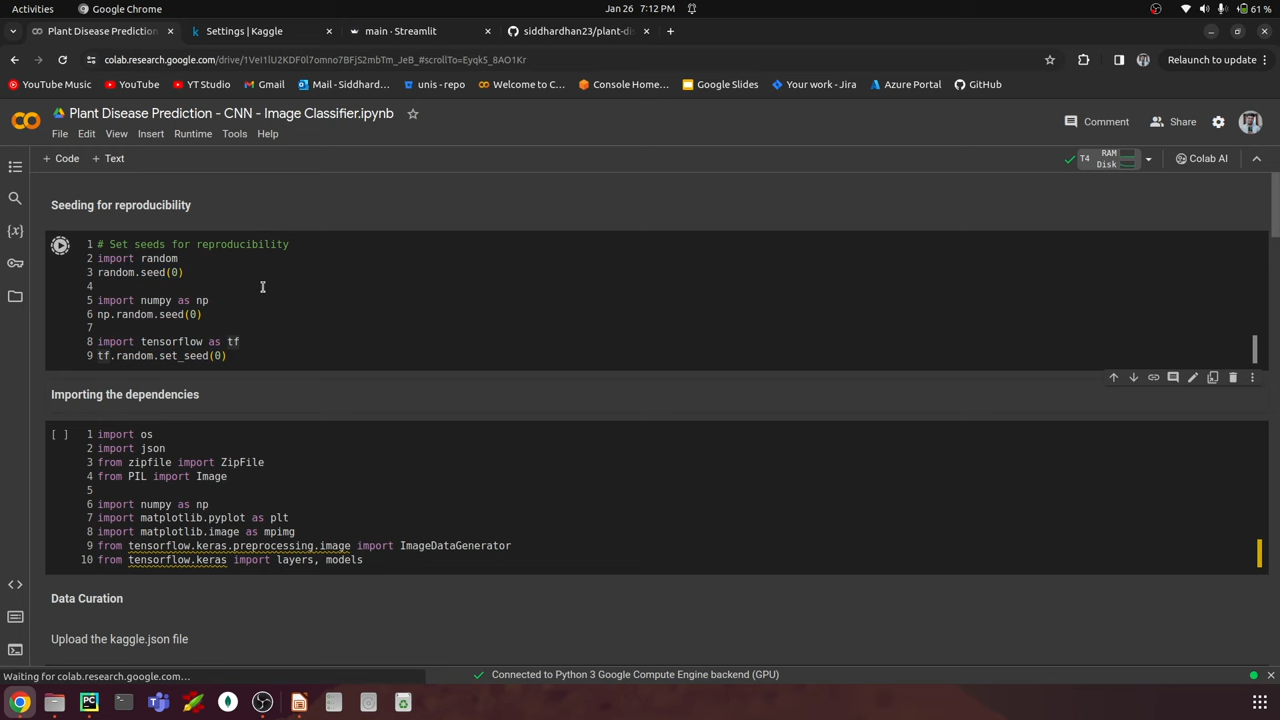 Activities Google Chrome Jan 26 7:12 PM 61 %
Plant Disease Prediction Settings | Kaggle main · Streamlit siddhardhan23/plant-di
colab.research.google.com/drive/ Relaunch to update
YouTube Music YouTube YT Studio Gmail Mail - Siddhard... unis - repo Welcome to C... Console Home... Google Slides Your work - Jira Azure Portal GitHub
Plant Disease Prediction - CNN - Image Classifier.ipynb
Comment Share
File Edit View Insert Runtime Tools Help
+ Code + Text T4 RAM Disk Colab AI
Seeding for reproducibility
1 # Set seeds for reproducibility
2 import random
3 random.seed(0)
4
5 import numpy as np
6 np.random.seed(0)
7
8 import tensorflow as tf
9 tf.random.set_seed(0)
Importing the dependencies
[ ] 1 import os
2 import json
3 from zipfile import ZipFile
4 from PIL import Image
5
6 import numpy as np
7 import matplotlib.pyplot as plt
8 import matplotlib.image as mpimg
9 from tensorflow.keras.preprocessing.image import ImageDataGenerator
10 from tensorflow.keras import layers, models
Data Curation
Upload the kaggle.json file
Waiting for colab.research.google.com... Connected to Python 3 Google Compute Engine backend (GPU)